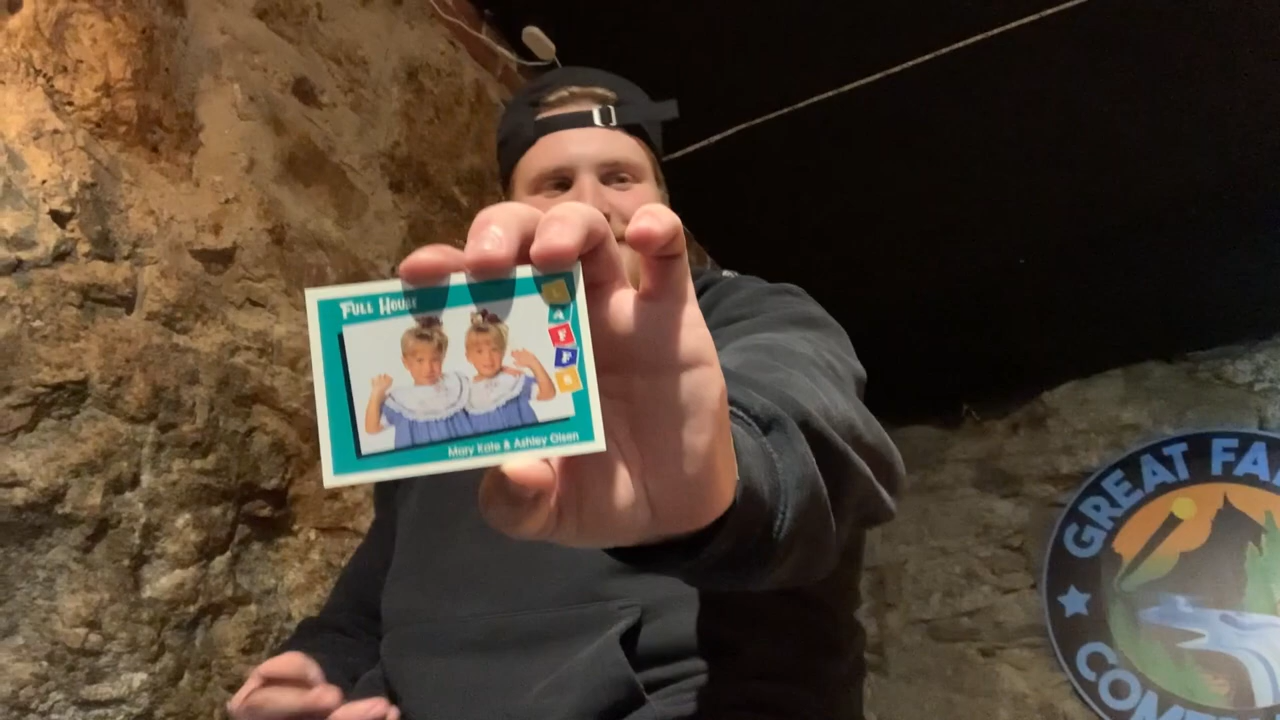 FULL HOUSE
A
F
F
Mary Kate & Ashley Olsen
GREAT FA
COM